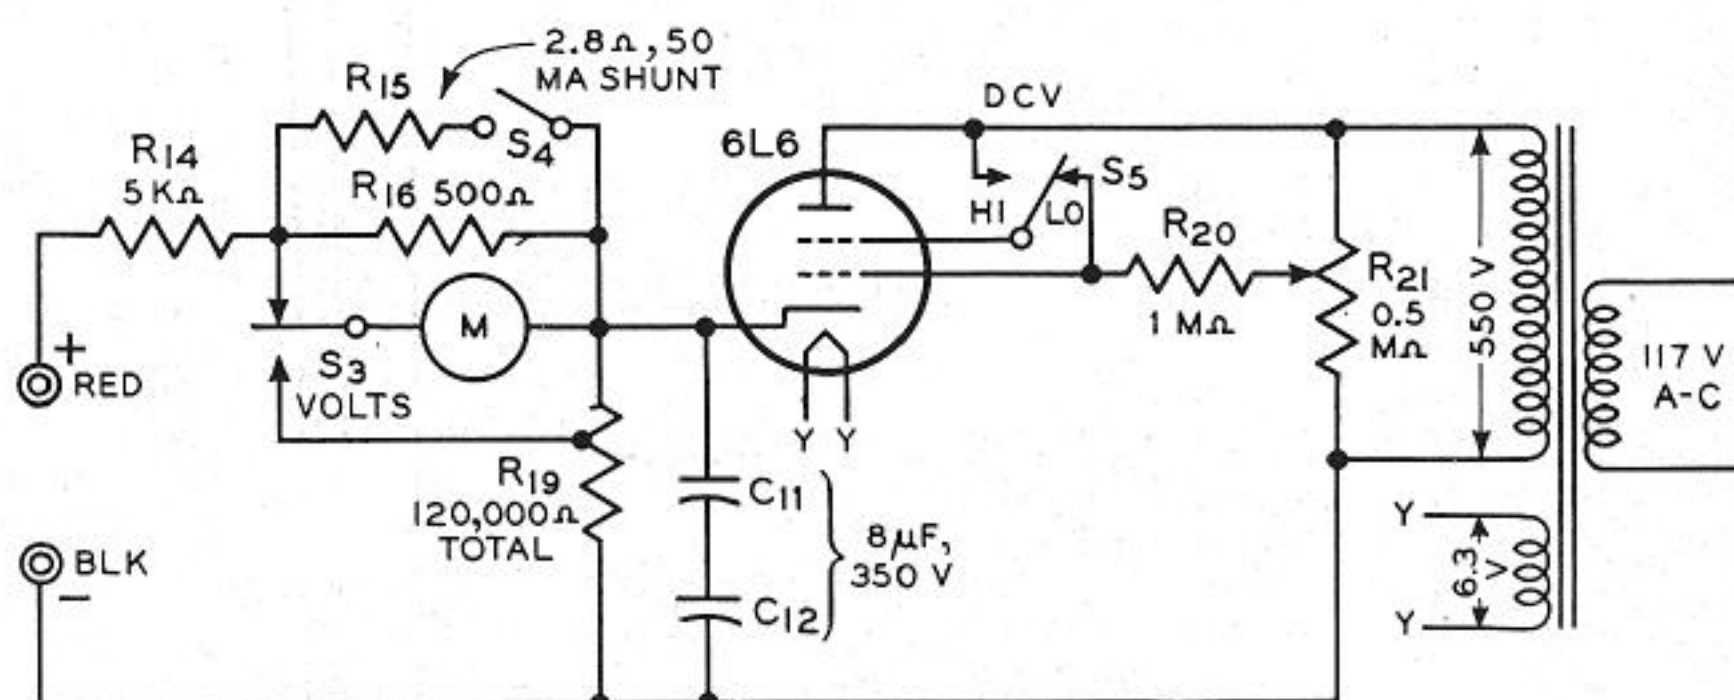 2.8Ω, 50
MA SHUNT
R15
S4
R14
5KΩ
R16 500Ω
6L6
DCV
S5
HI
LO
R20
1 MΩ
R21
0.5
MΩ
550 V
117 V
A-C
+
RED
M
S3
VOLTS
Y Y
R19
120,000Ω
TOTAL
C11
8µF,
350 V
C12
BLK
−
Y
6.3
V
Y